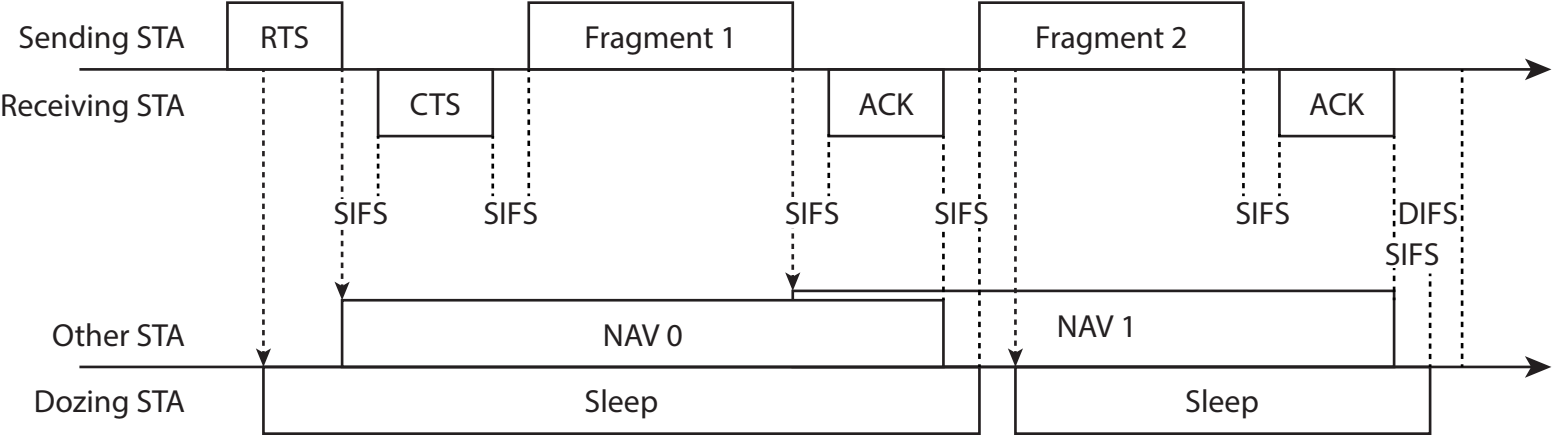 Sending STA RTS Fragment 1 Fragment 2
Receiving STA CTS ACK ACK
SIFS SIFS SIFS SIFS SIFS DIFS
SIFS
Other STA NAV 0 NAV 1
Dozing STA Sleep Sleep